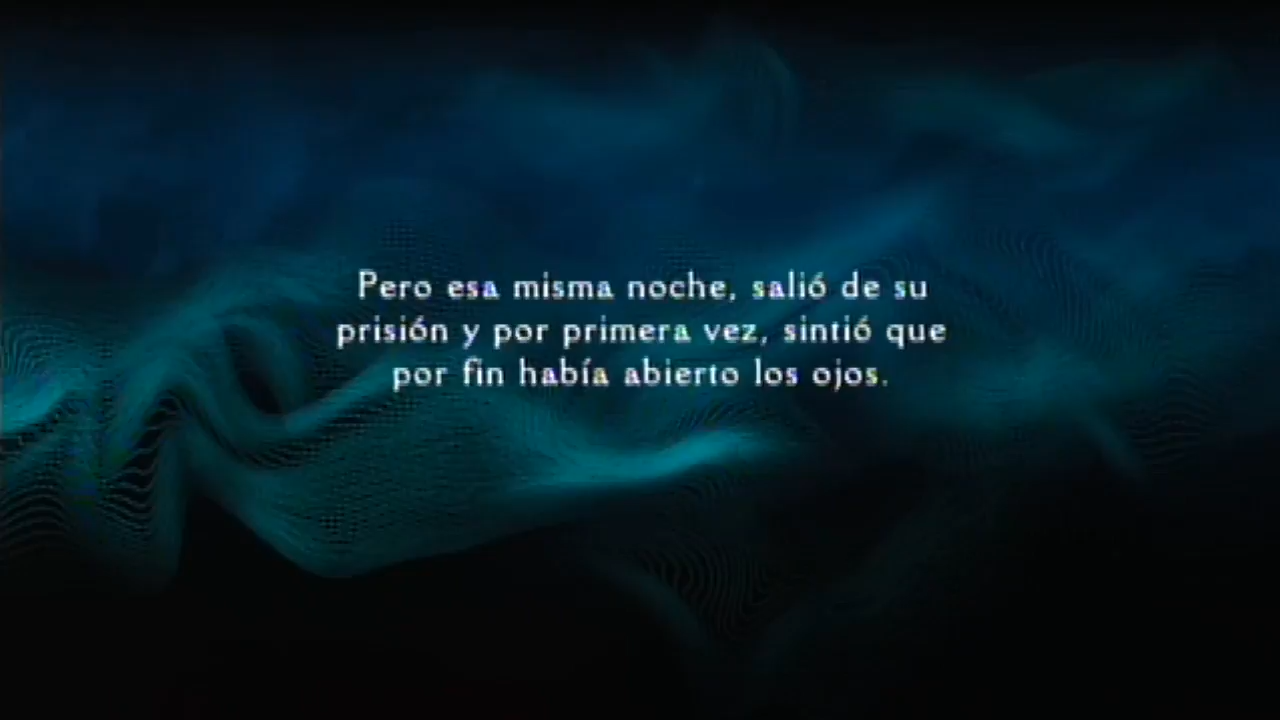 Pero esa misma noche, salió de su
prisión y por primera vez, sintió que
por fin había abierto los ojos.